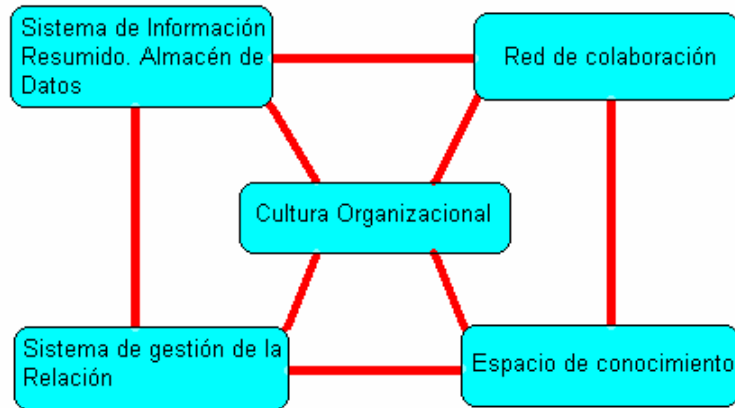 Sistema de Información
Resumido. Almacén de
Datos
Red de colaboración
Cultura Organizacional
Sistema de gestión de la
Relación
Espacio de conocimiento